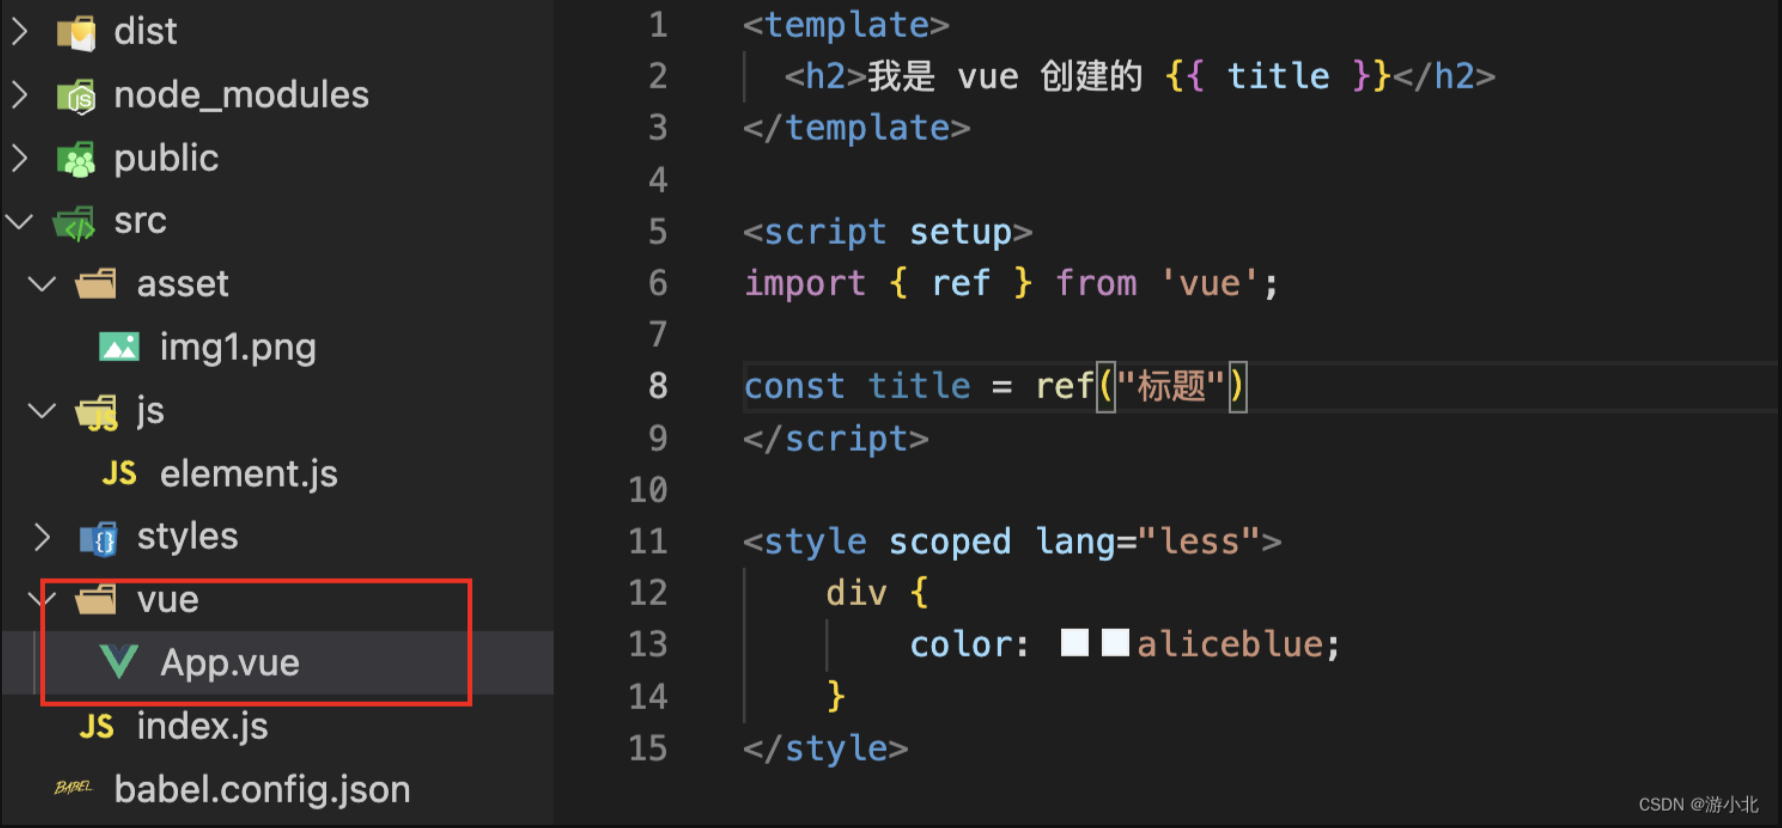 dist
node_modules
public
src
asset
img1.png
js
JS element.js
styles
vue
App.vue
JS index.js
BABEL babel.config.json
1 <template>
2 <h2>我是 vue 创建的 {{ title }}</h2>
3 </template>
4
5 <script setup>
6 import { ref } from 'vue';
7
8 const title = ref("标题")
9 </script>
10
11 <style scoped lang="less">
12 div {
13 color: aliceblue;
14 }
15 </style>
CSDN @游小北